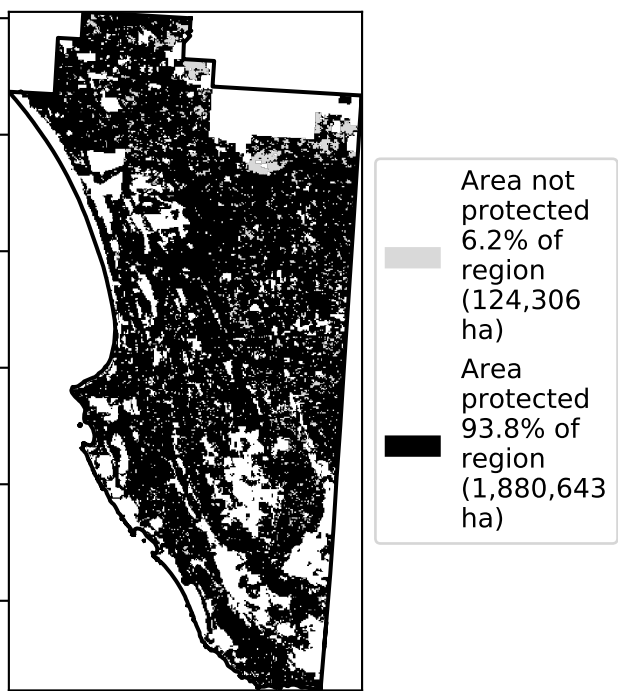 Area not
protected
6.2% of
region
(124,306
ha)
Area
protected
93.8% of
region
(1,880,643
ha)